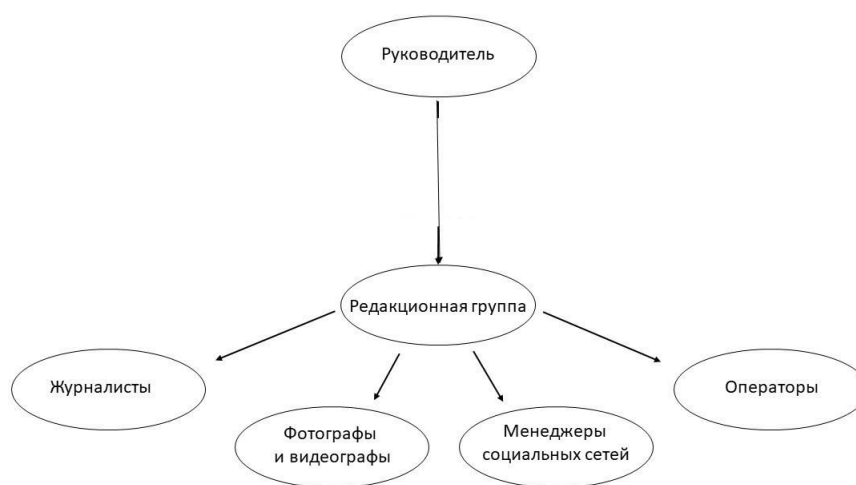 Руководитель
Редакционная группа
Журналисты
Операторы
Фотографы
и видеографы
Менеджеры
социальных сетей